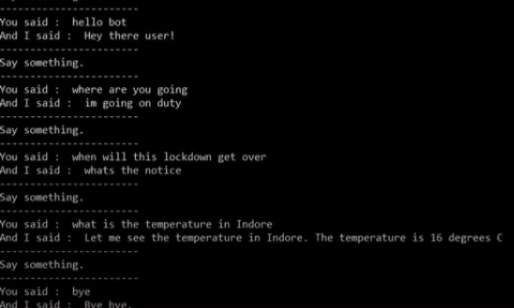 -----------------------
You said :  hello bot
And I said :  Hey there user!
-----------------------
Say something.
-----------------------
You said :  where are you going
And I said :  im going on duty
-----------------------
Say something.
-----------------------
You said :  when will this lockdown get over
And I said :  whats the notice
-----------------------
Say something.
-----------------------
You said :  what is the temperature in Indore
And I said :  Let me see the temperature in Indore. The temperature is 16 degrees C
-----------------------
Say something.
-----------------------
You said :  bye
And I said :  Bye bye.